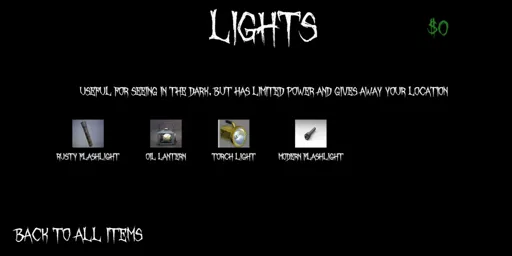 LIGHTS
$0
USEFUL FOR SEEING IN THE DARK. BUT HAS LIMITED POWER AND GIVES AWAY YOUR LOCATION
RUSTY FLASHLIGHT
OIL LANTERN
TORCH LIGHT
MODERN FLASHLIGHT
BACK TO ALL ITEMS